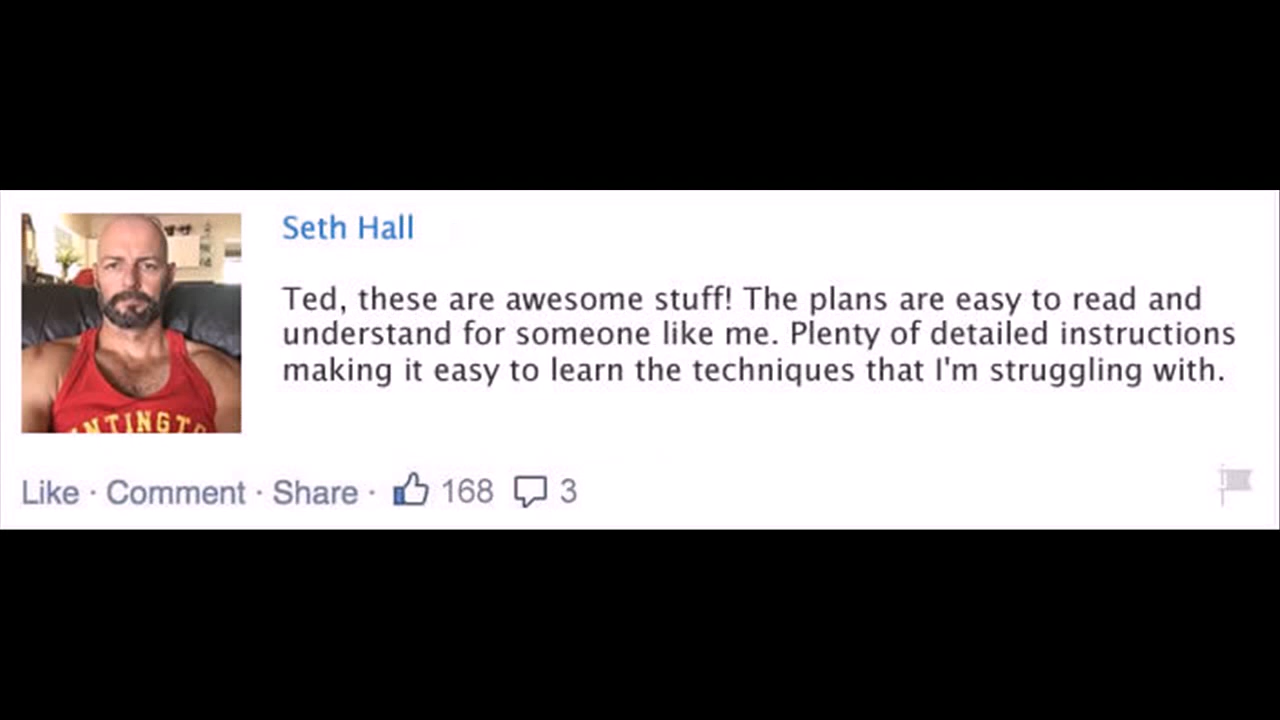 Seth Hall
Ted, these are awesome stuff! The plans are easy to read and
understand for someone like me. Plenty of detailed instructions
making it easy to learn the techniques that I'm struggling with.
NTINGT
Like · Comment · Share · 168 3